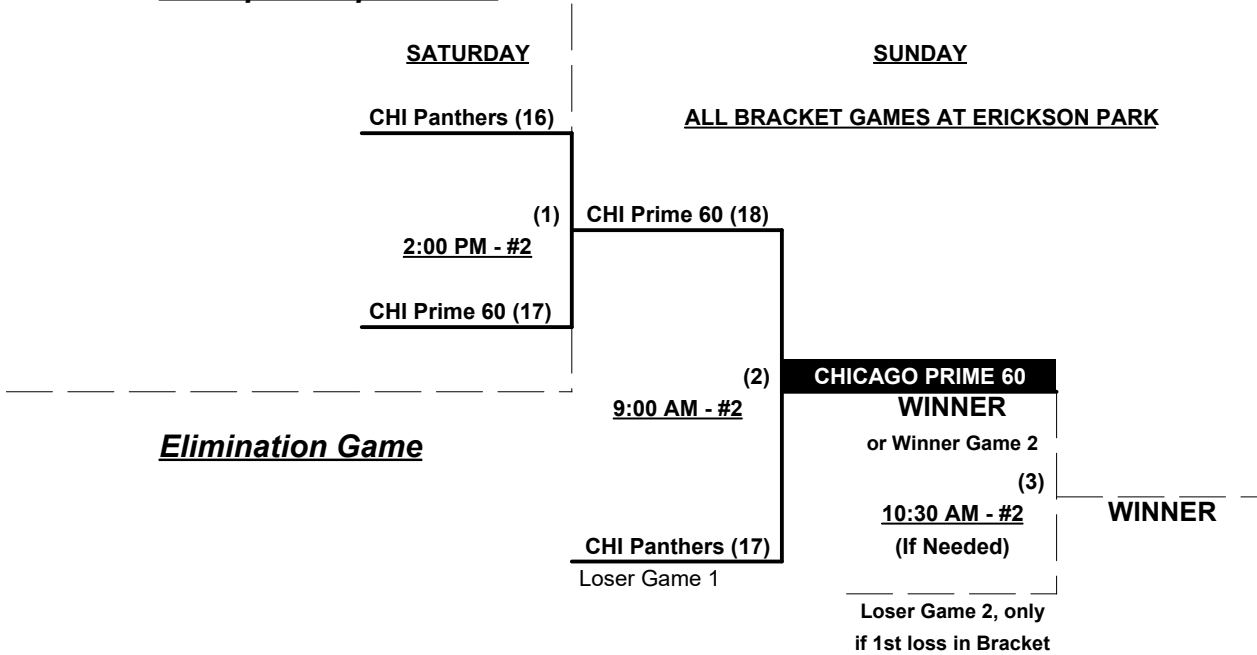 SATURDAY
SUNDAY
CHI Panthers (16)
ALL BRACKET GAMES AT ERICKSON PARK
(1)
CHI Prime 60 (18)
2:00 PM - #2
CHI Prime 60 (17)
(2)
CHICAGO PRIME 60
9:00 AM - #2
WINNER
or Winner Game 2
Elimination Game
(3)
10:30 AM - #2
WINNER
(If Needed)
CHI Panthers (17)
Loser Game 1
Loser Game 2, only
if 1st loss in Bracket